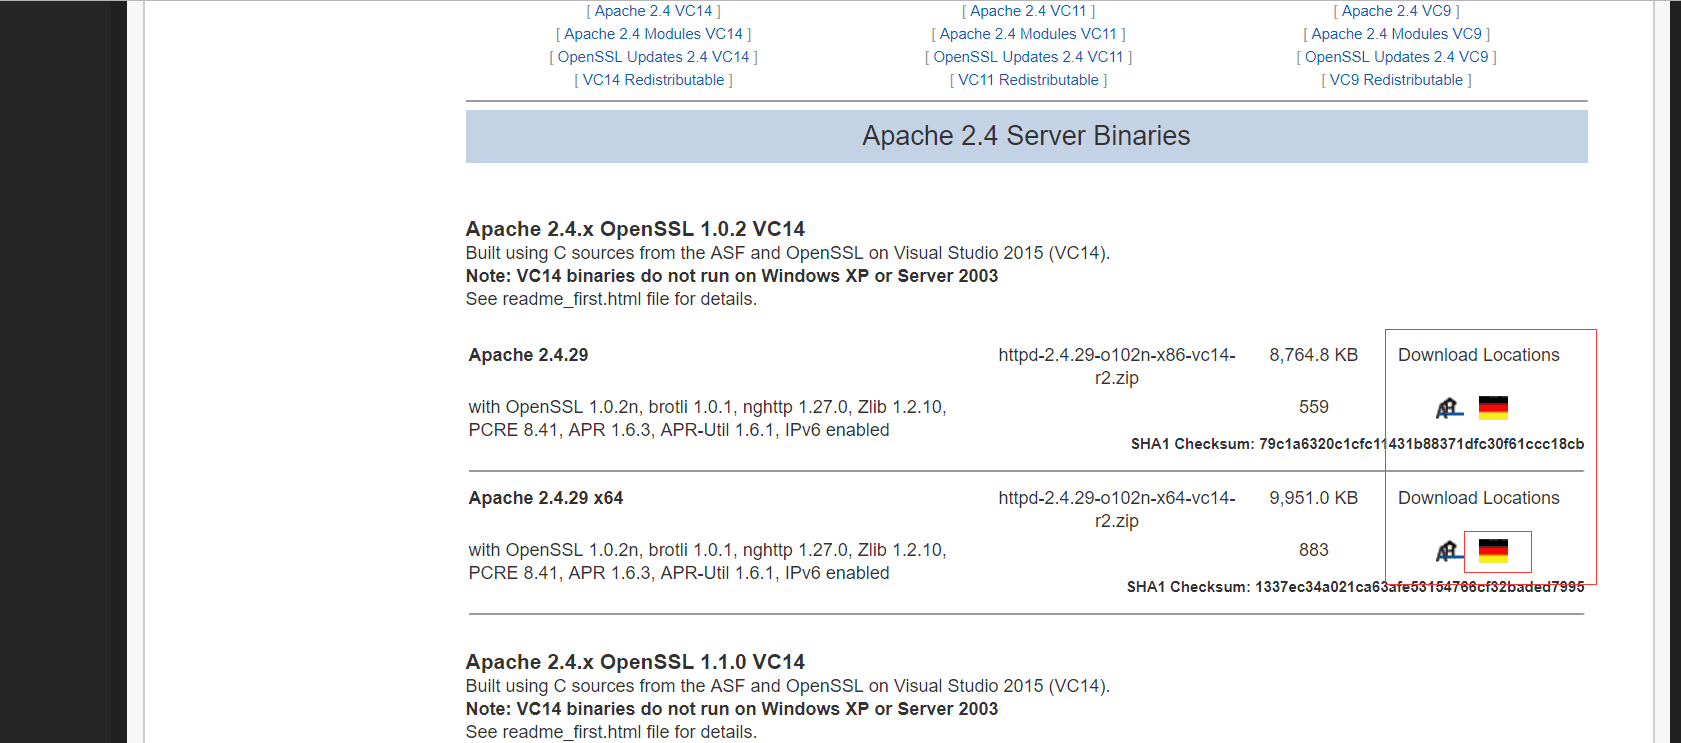 [ Apache 2.4 VC14 ] [ Apache 2.4 VC11 ] [ Apache 2.4 VC9 ]
[ Apache 2.4 Modules VC14 ] [ Apache 2.4 Modules VC11 ] [ Apache 2.4 Modules VC9 ]
[ OpenSSL Updates 2.4 VC14 ] [ OpenSSL Updates 2.4 VC11 ] [ OpenSSL Updates 2.4 VC9 ]
[ VC14 Redistributable ] [ VC11 Redistributable ] [ VC9 Redistributable ]
Apache 2.4 Server Binaries
Apache 2.4.x OpenSSL 1.0.2 VC14
Built using C sources from the ASF and OpenSSL on Visual Studio 2015 (VC14).
Note: VC14 binaries do not run on Windows XP or Server 2003
See readme_first.html file for details.
Apache 2.4.29 httpd-2.4.29-o102n-x86-vc14- 8,764.8 KB Download Locations
r2.zip
with OpenSSL 1.0.2n, brotli 1.0.1, nghttp 1.27.0, Zlib 1.2.10, 559
PCRE 8.41, APR 1.6.3, APR-Util 1.6.1, IPv6 enabled
SHA1 Checksum: 79c1a6320c1cfc11431b88371dfc30f61ccc18cb
Apache 2.4.29 x64 httpd-2.4.29-o102n-x64-vc14- 9,951.0 KB Download Locations
r2.zip
with OpenSSL 1.0.2n, brotli 1.0.1, nghttp 1.27.0, Zlib 1.2.10, 883
PCRE 8.41, APR 1.6.3, APR-Util 1.6.1, IPv6 enabled
SHA1 Checksum: 1337ec34a021ca63afe53154766cf32baded7995
Apache 2.4.x OpenSSL 1.1.0 VC14
Built using C sources from the ASF and OpenSSL on Visual Studio 2015 (VC14).
Note: VC14 binaries do not run on Windows XP or Server 2003
See readme_first.html file for details.